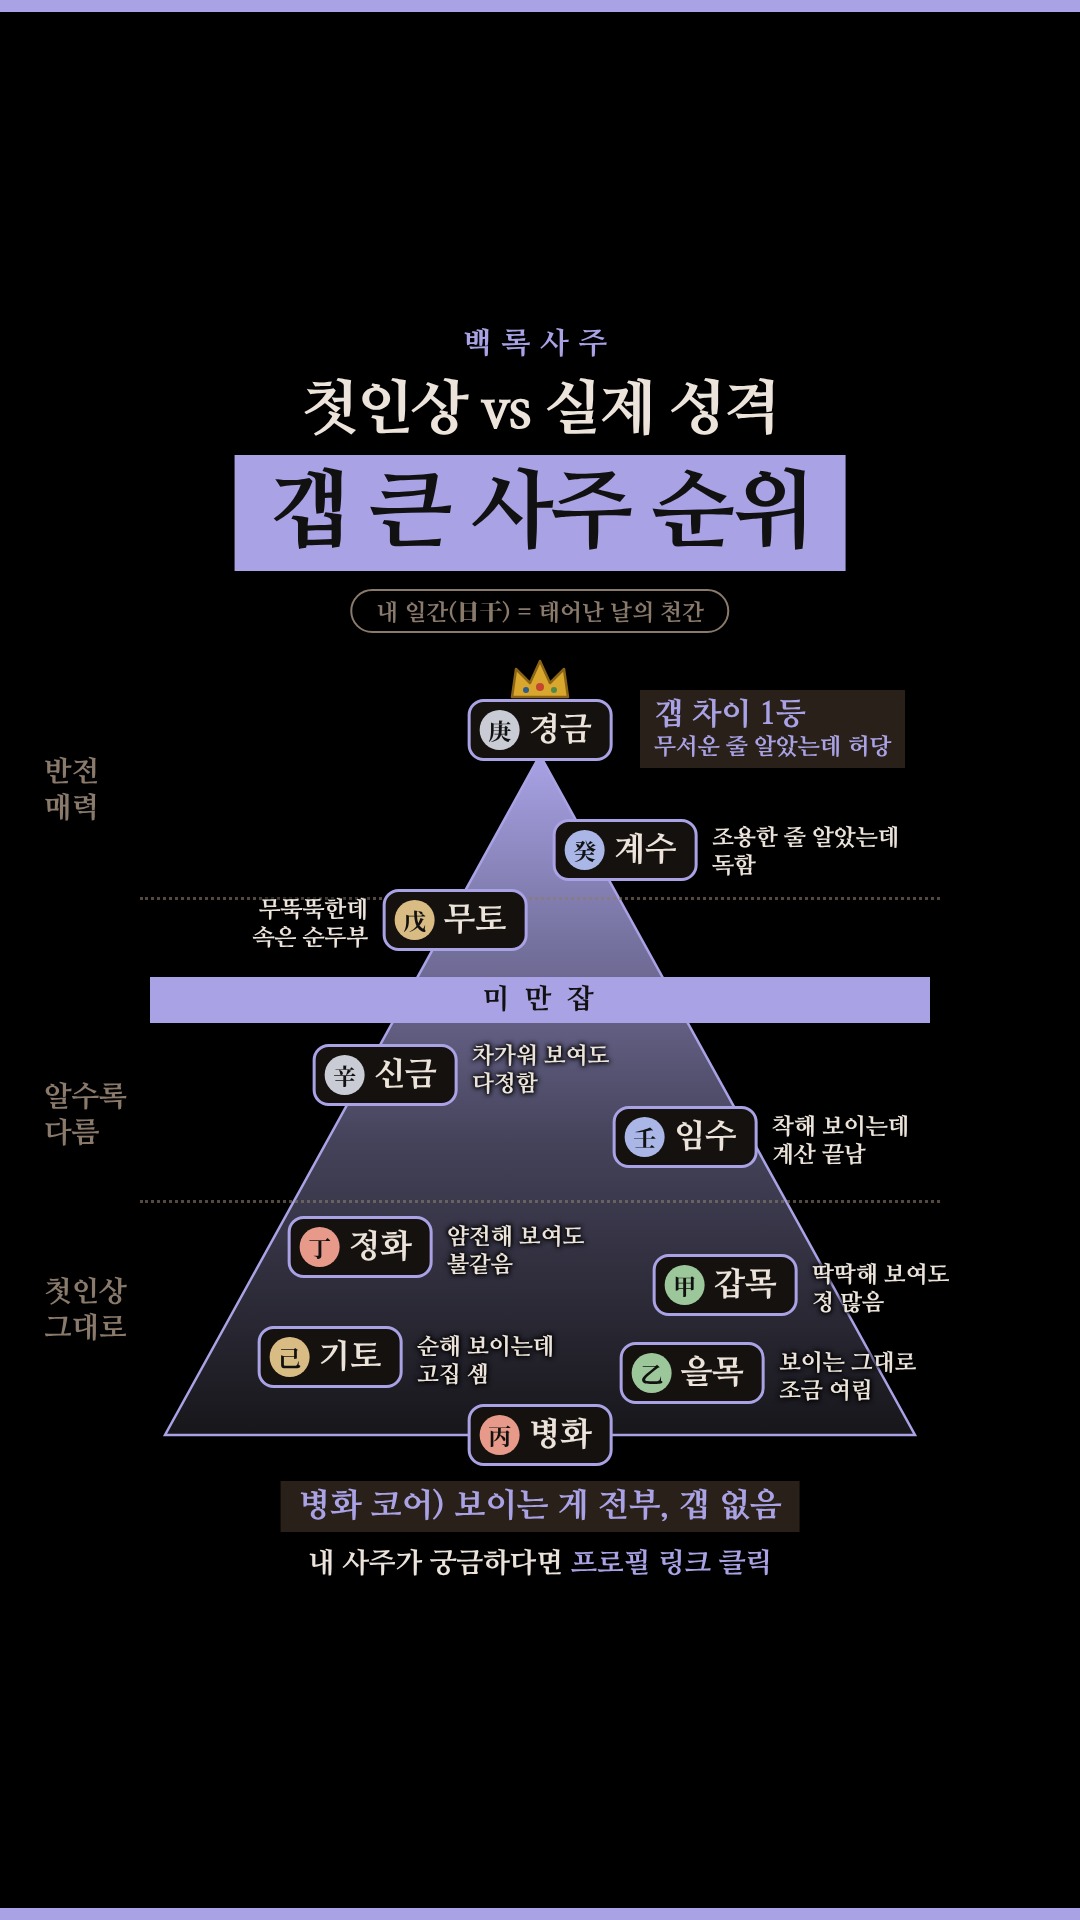 백록사주
첫인상 vs 실제 성격
갭 큰 사주 순위
내 일간(日干) = 태어난 날의 천간
庚 경금
갭 차이 1등
무서운 줄 알았는데 허당
반전
매력
癸 계수
조용한 줄 알았는데
독함
무뚝뚝한데
속은 순두부
戊 무토
미만잡
辛 신금
차가워 보여도
다정함
알수록
다름
壬 임수
착해 보이는데
계산 끝남
丁 정화
얌전해 보여도
불같음
甲 갑목
딱딱해 보여도
정 많음
첫인상
그대로
己 기토
순해 보이는데
고집 셈
乙 을목
보이는 그대로
조금 여림
丙 병화
병화 코어) 보이는 게 전부, 갭 없음
내 사주가 궁금하다면 프로필 링크 클릭